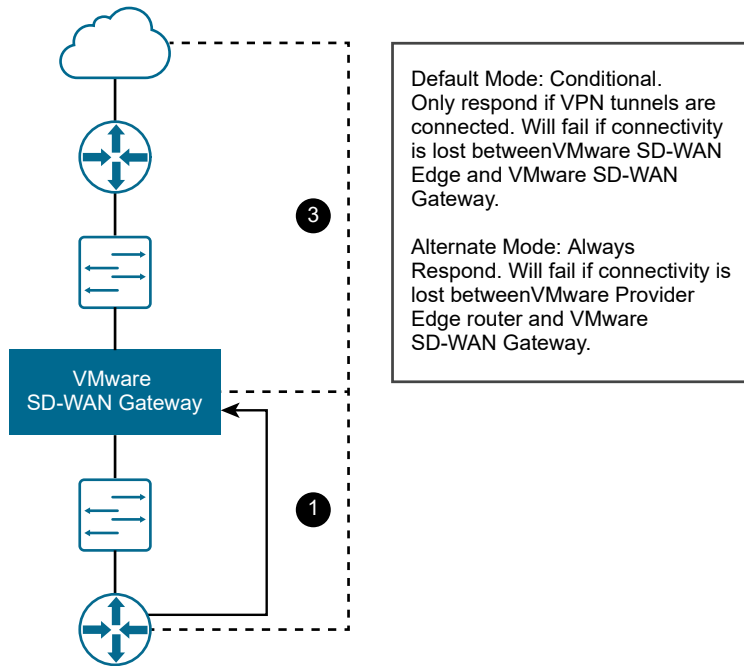 Default Mode: Conditional.
Only respond if VPN tunnels are
connected. Will fail if connectivity
is lost betweenVMware SD-WAN
Edge and VMware SD-WAN
Gateway.
Alternate Mode: Always
Respond. Will fail if connectivity is
lost betweenVMware Provider
Edge router and VMware
SD-WAN Gateway.
3
VMware
SD-WAN Gateway
1